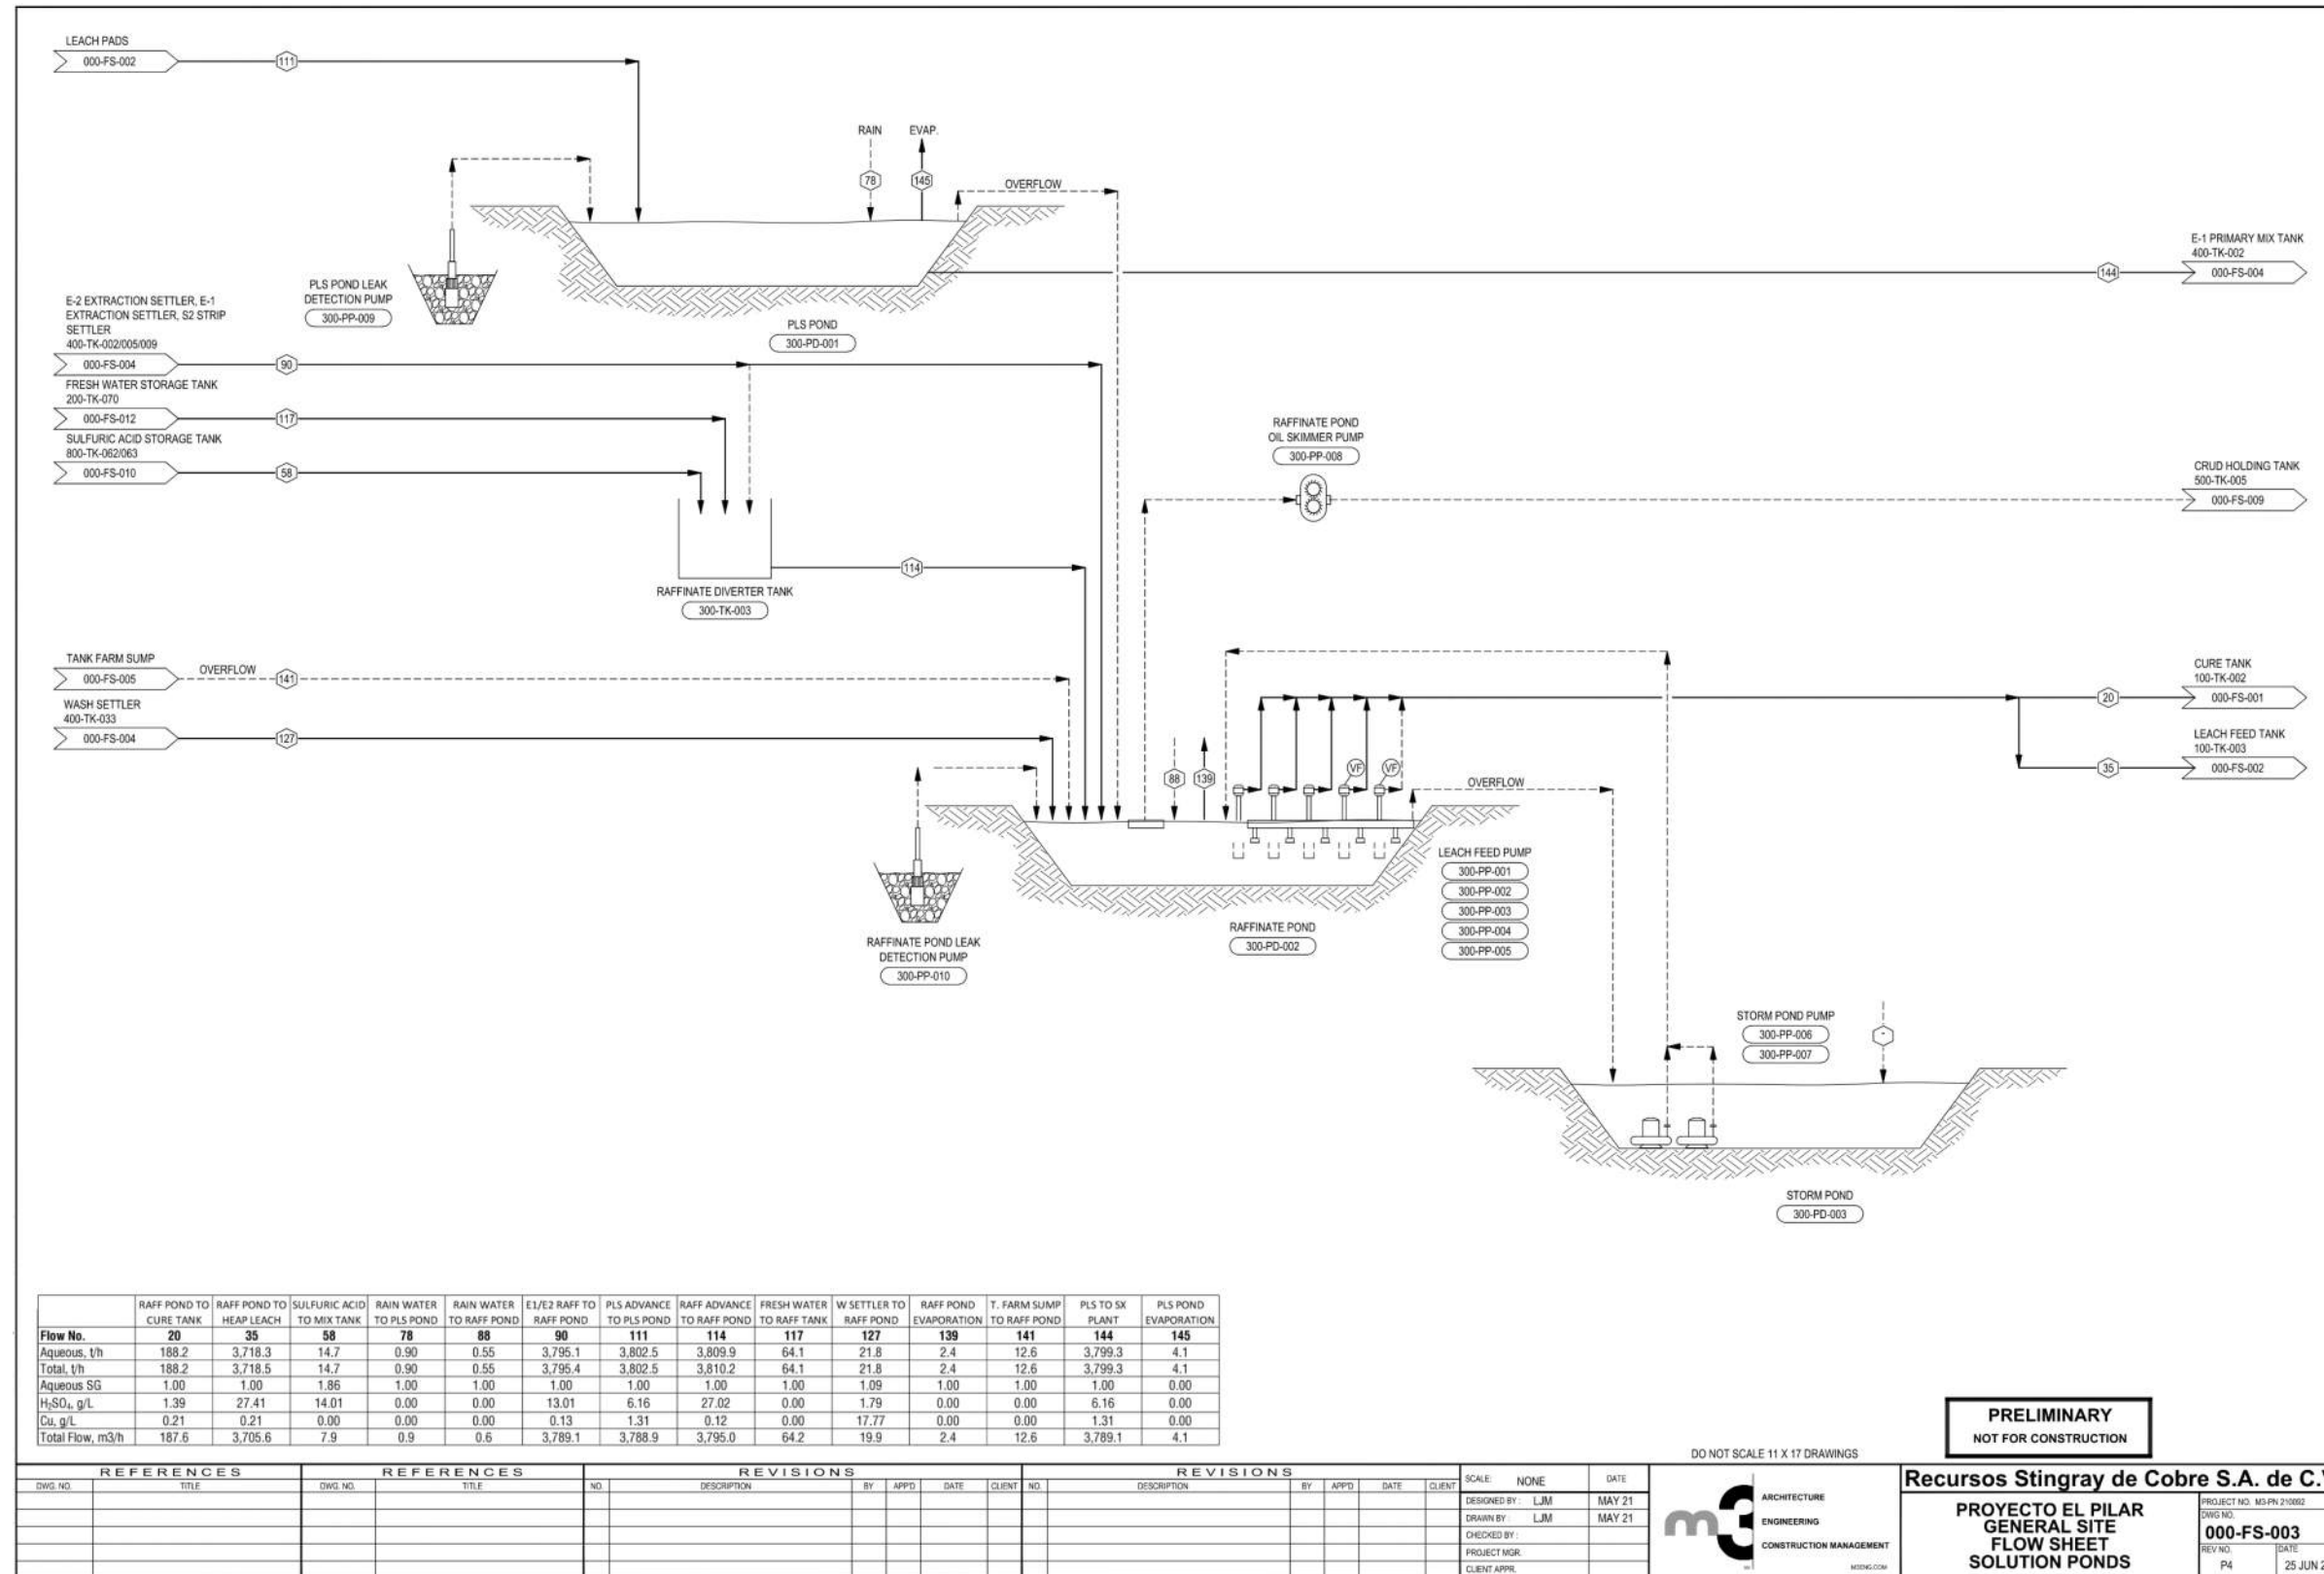 LEACH PADS
000-FS-002
111
RAIN
EVAP.
78
145
OVERFLOW
E-1 PRIMARY MIX TANK
400-TK-002
144
000-FS-004
PLS POND LEAK
DETECTION PUMP
300-PP-009
PLS POND
300-PD-001
E-2 EXTRACTION SETTLER, E-1
EXTRACTION SETTLER, S2 STRIP
SETTLER
400-TK-002/005/009
000-FS-004
90
FRESH WATER STORAGE TANK
200-TK-070
000-FS-012
117
SULFURIC ACID STORAGE TANK
800-TK-062/063
000-FS-010
58
RAFFINATE POND
OIL SKIMMER PUMP
300-PP-008
CRUD HOLDING TANK
500-TK-005
000-FS-009
114
RAFFINATE DIVERTER TANK
300-TK-003
TANK FARM SUMP
000-FS-005
OVERFLOW
141
WASH SETTLER
400-TK-033
000-FS-004
127
CURE TANK
100-TK-002
20
000-FS-001
LEACH FEED TANK
100-TK-003
35
000-FS-002
88
139
VF
VF
OVERFLOW
LEACH FEED PUMP
300-PP-001
300-PP-002
300-PP-003
300-PP-004
300-PP-005
RAFFINATE POND
300-PD-002
RAFFINATE POND LEAK
DETECTION PUMP
300-PP-010
STORM POND PUMP
300-PP-006
300-PP-007
*
STORM POND
300-PD-003
RAFF POND TO CURE TANK RAFF POND TO HEAP LEACH SULFURIC ACID TO MIX TANK RAIN WATER TO PLS POND RAIN WATER TO RAFF POND E1/E2 RAFF TO RAFF POND PLS ADVANCE TO PLS POND RAFF ADVANCE TO RAFF POND FRESH WATER TO RAFF TANK W SETTLER TO RAFF POND RAFF POND EVAPORATION T. FARM SUMP TO RAFF POND PLS TO SX PLANT PLS POND EVAPORATION
Flow No. 20 35 58 78 88 90 111 114 117 127 139 141 144 145
Aqueous, t/h 188.2 3,718.3 14.7 0.90 0.55 3,795.1 3,802.5 3,809.9 64.1 21.8 2.4 12.6 3,799.3 4.1
Total, t/h 188.2 3,718.5 14.7 0.90 0.55 3,795.4 3,802.5 3,810.2 64.1 21.8 2.4 12.6 3,799.3 4.1
Aqueous SG 1.00 1.00 1.86 1.00 1.00 1.00 1.00 1.00 1.00 1.09 1.00 1.00 1.00 0.00
H₂SO₄, g/L 1.39 27.41 14.01 0.00 0.00 13.01 6.16 27.02 0.00 1.79 0.00 0.00 6.16 0.00
Cu, g/L 0.21 0.21 0.00 0.00 0.00 0.13 1.31 0.12 0.00 17.77 0.00 0.00 1.31 0.00
Total Flow, m3/h 187.6 3,705.6 7.9 0.9 0.6 3,789.1 3,788.9 3,795.0 64.2 19.9 2.4 12.6 3,789.1 4.1
PRELIMINARY
NOT FOR CONSTRUCTION
DO NOT SCALE 11 X 17 DRAWINGS
REFERENCES REFERENCES REVISIONS REVISIONS
DWG. NO. TITLE DWG. NO. TITLE NO. DESCRIPTION BY APP'D DATE CLIENT NO. DESCRIPTION BY APP'D DATE CLIENT
SCALE: NONE DATE
DESIGNED BY : LJM MAY 21
DRAWN BY : LJM MAY 21
CHECKED BY :
PROJECT MGR.
CLIENT APPR.
m3
ARCHITECTURE
ENGINEERING
CONSTRUCTION MANAGEMENT
M3ENG.COM
Recursos Stingray de Cobre S.A. de C.V
PROYECTO EL PILAR
GENERAL SITE
FLOW SHEET
SOLUTION PONDS
PROJECT NO. M3-PN 210092
DWG NO.
000-FS-003
REV NO. DATE
P4 25 JUN 2